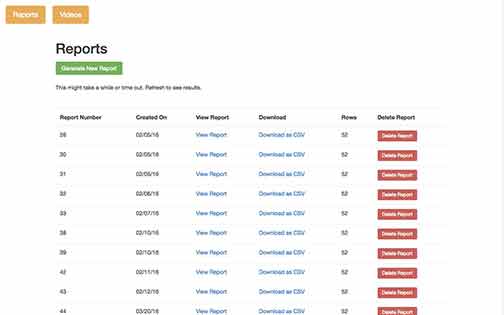 Reports Videos
Reports
Generate New Report
This might take a while or time out. Refresh to see results.
Report Number Created On View Report Download Rows Delete Report
View Report Download as CSV 52 Delete Report
30 02/05/16 View Report Download as CSV 52 Delete Report
31 02/05/16 View Report Download as CSV 52 Delete Report
32 02/06/16 View Report Download as CSV 52 Delete Report
33 02/07/16 View Report Download as CSV 52 Delete Report
38 02/10/16 View Report Download as CSV 52 Delete Report
39 02/10/16 View Report Download as CSV 52 Delete Report
42 02/11/16 View Report Download as CSV 52 Delete Report
43 02/12/16 View Report Download as CSV 52 Delete Report
44 03/20/16 View Report Download as CSV 52 Delete Report